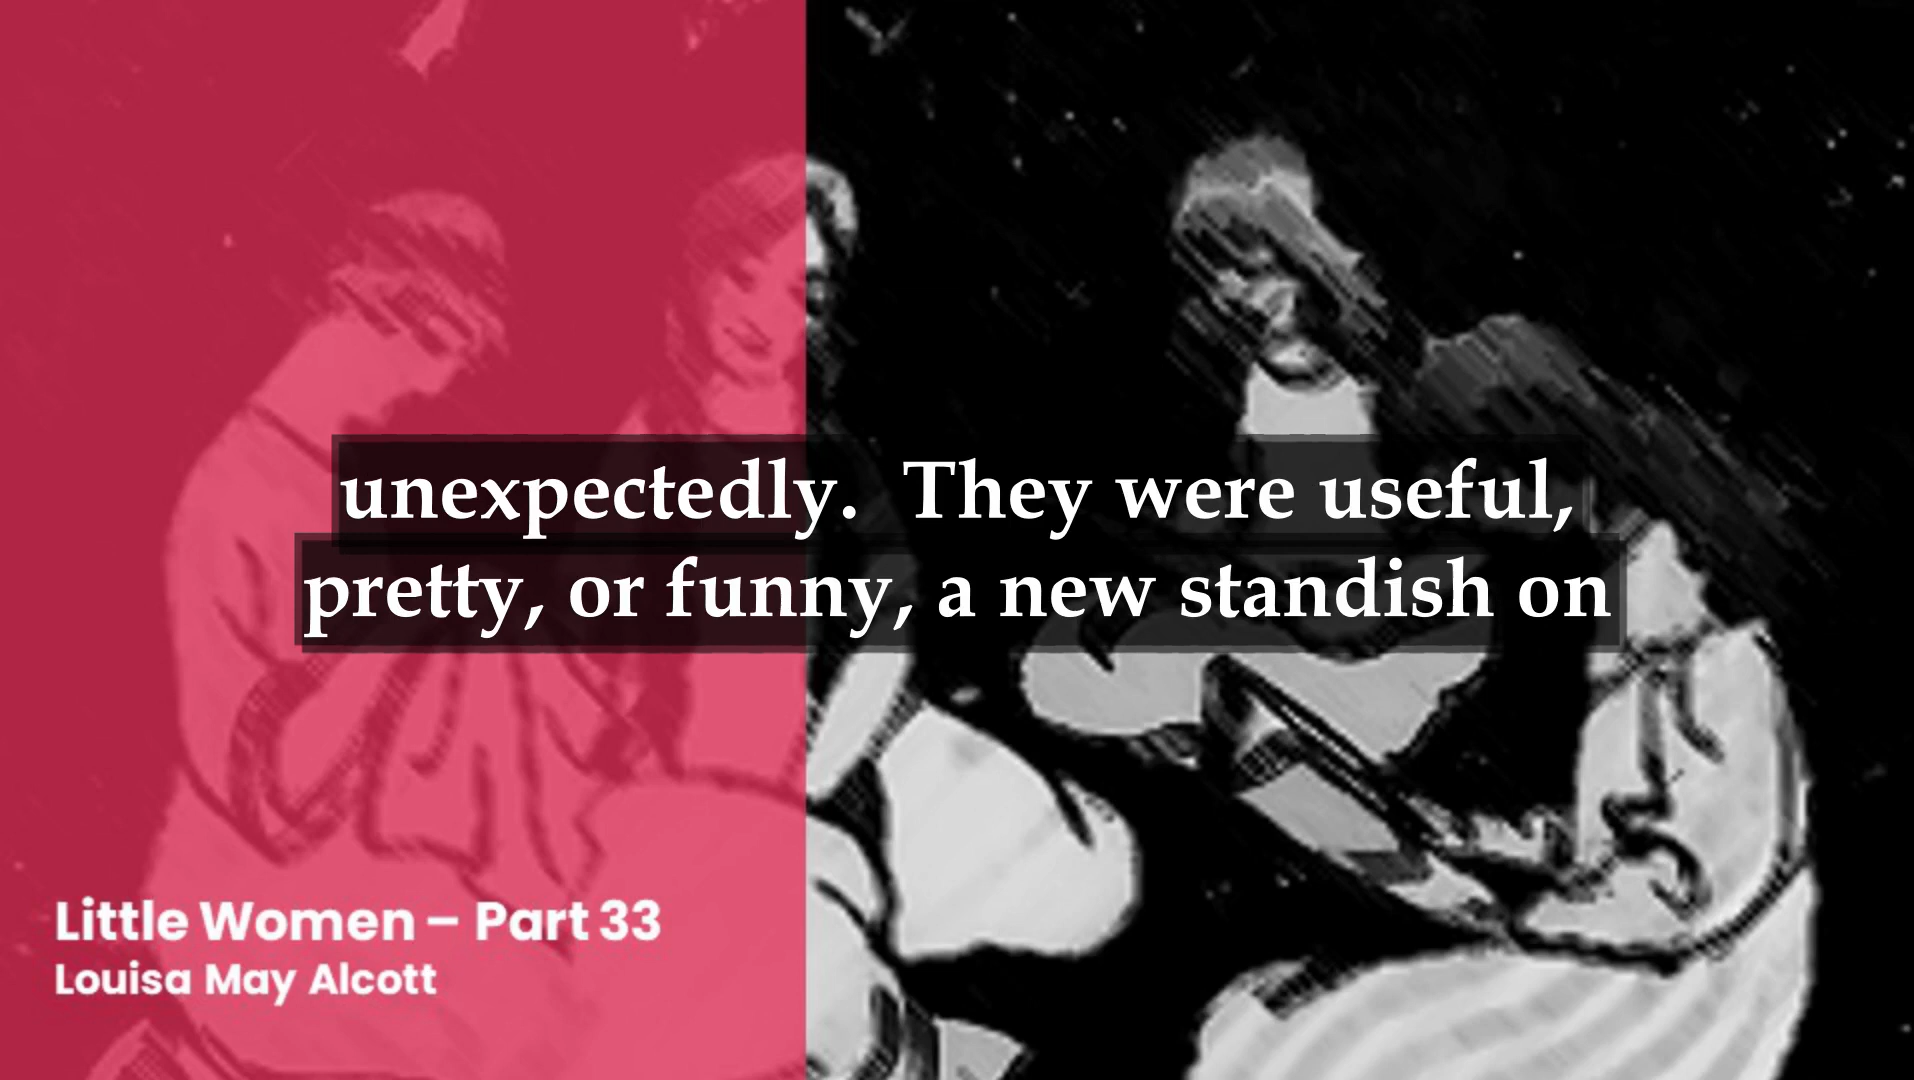 unexpectedly.  They were useful,
pretty, or funny, a new standish on
Little Women – Part 33
Louisa May Alcott